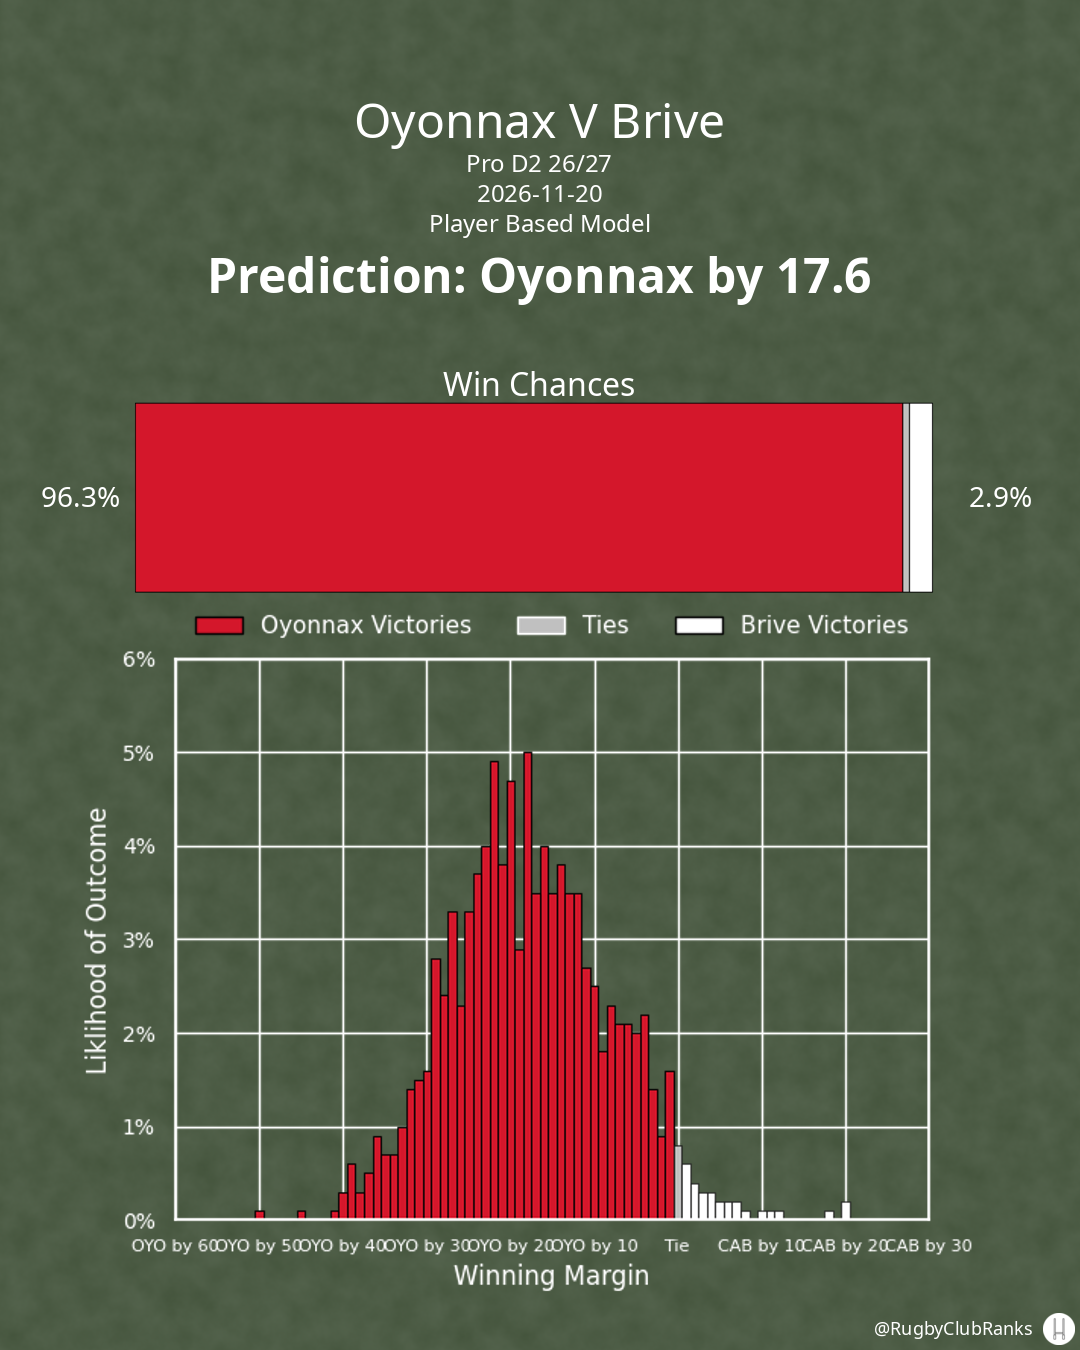 Oyonnax V Brive
Pro D2 26/27
2026-11-20
Player Based Model
Prediction: Oyonnax by 17.6
Win Chances
96.3%
2.9%
Oyonnax Victories
Ties
Brive Victories
6%
5%
4%
3%
2%
1%
0%
Liklihood of Outcome
OYO by 60
OYO by 50
OYO by 40
OYO by 30
OYO by 20
OYO by 10
Tie
CAB by 10
CAB by 20
CAB by 30
Winning Margin
@RugbyClubRanks